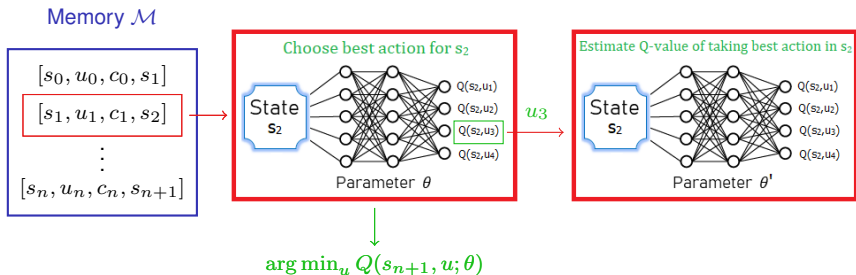 Memory M
[s₀, u₀, c₀, s₁]
[s₁, u₁, c₁, s₂]
⋮
[sₙ, uₙ, cₙ, sₙ₊₁]
Choose best action for s₂
State
s₂
Q(s₂,u₁)
Q(s₂,u₂)
Q(s₂,u₃)
Q(s₂,u₄)
Parameter θ
arg minᵤ Q(sₙ₊₁, u; θ)
u₃
Estimate Q-value of taking best action in s₂
State
s₂
Q(s₂,u₁)
Q(s₂,u₂)
Q(s₂,u₃)
Q(s₂,u₄)
Parameter θ'